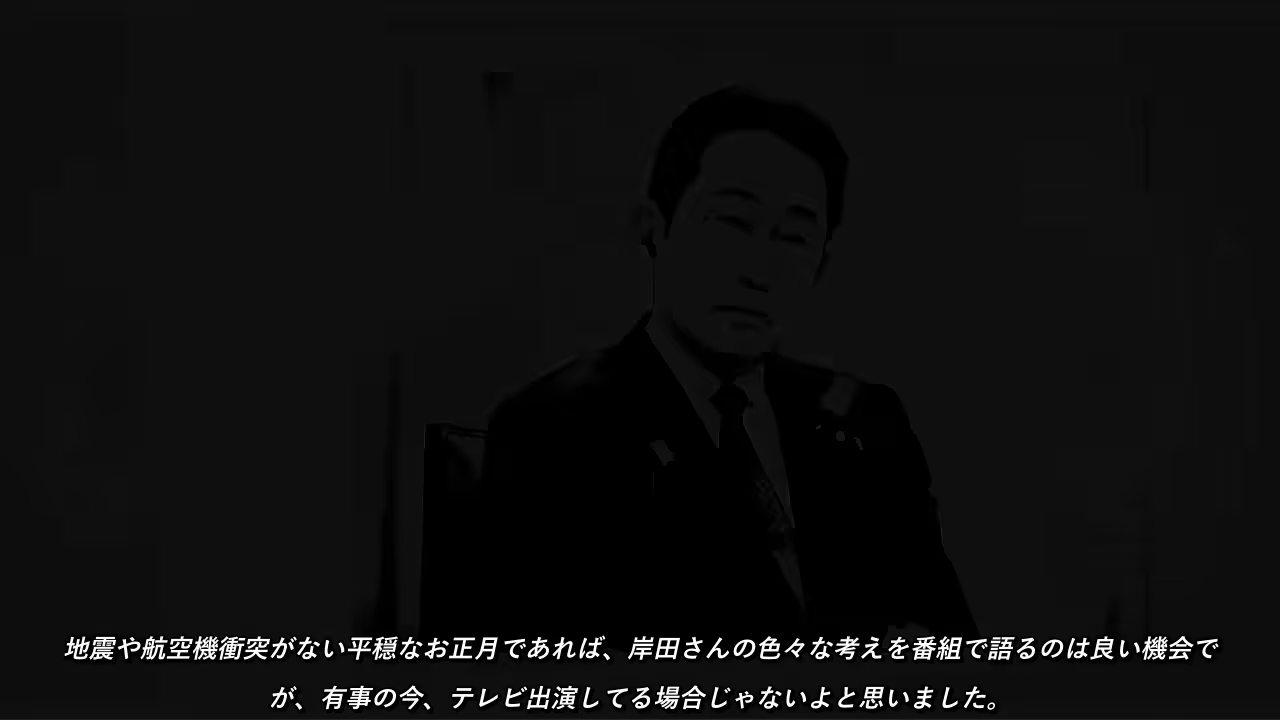 地震や航空機衝突がない平穏なお正月であれば、岸田さんの色々な考えを番組で語るのは良い機会で
が、有事の今、テレビ出演してる場合じゃないよと思いました。